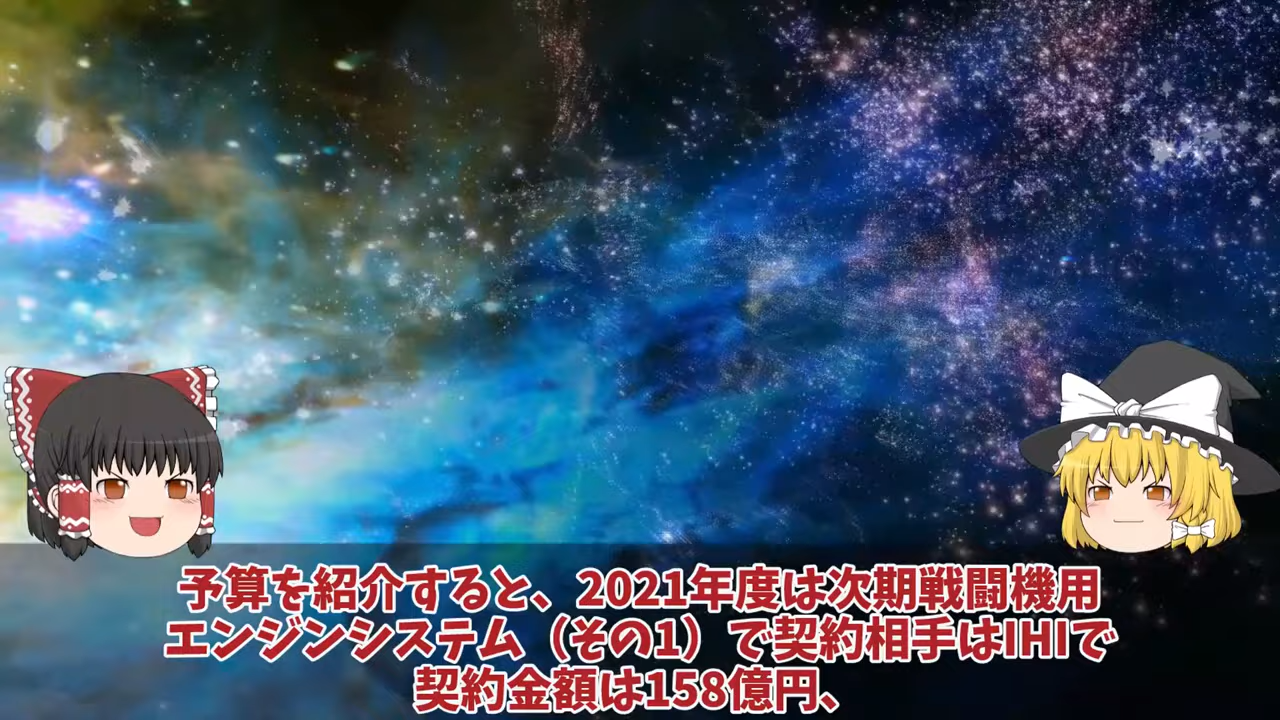 予算を紹介すると、2021年度は次期戦闘機用
エンジンシステム（その1）で契約相手はIHIで
契約金額は158億円、